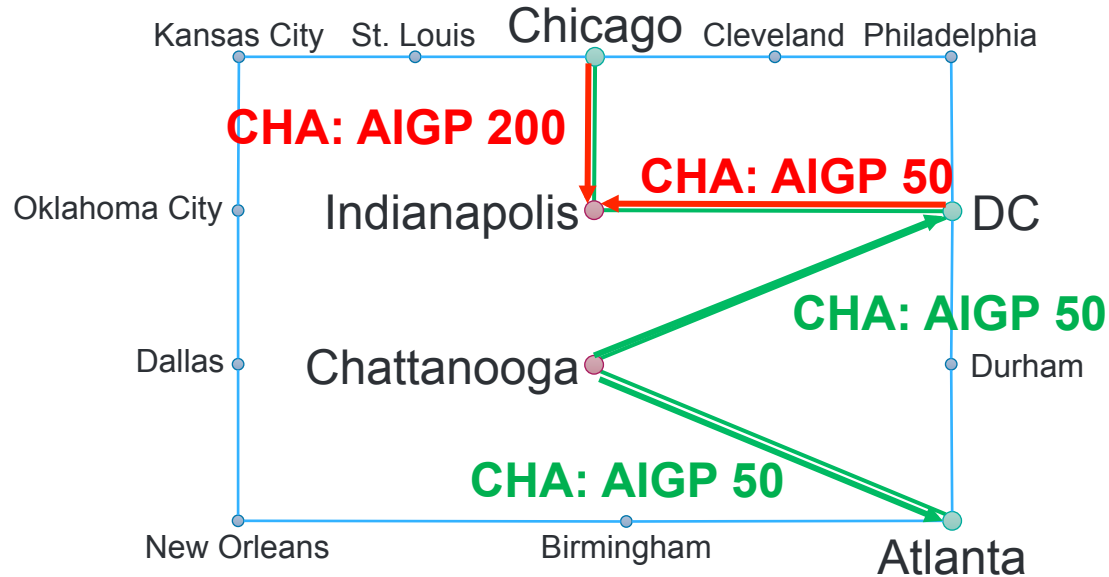 Kansas City
St. Louis
Chicago
Cleveland
Philadelphia
CHA: AIGP 200
CHA: AIGP 50
Oklahoma City
Indianapolis
DC
CHA: AIGP 50
Dallas
Chattanooga
Durham
CHA: AIGP 50
New Orleans
Birmingham
Atlanta